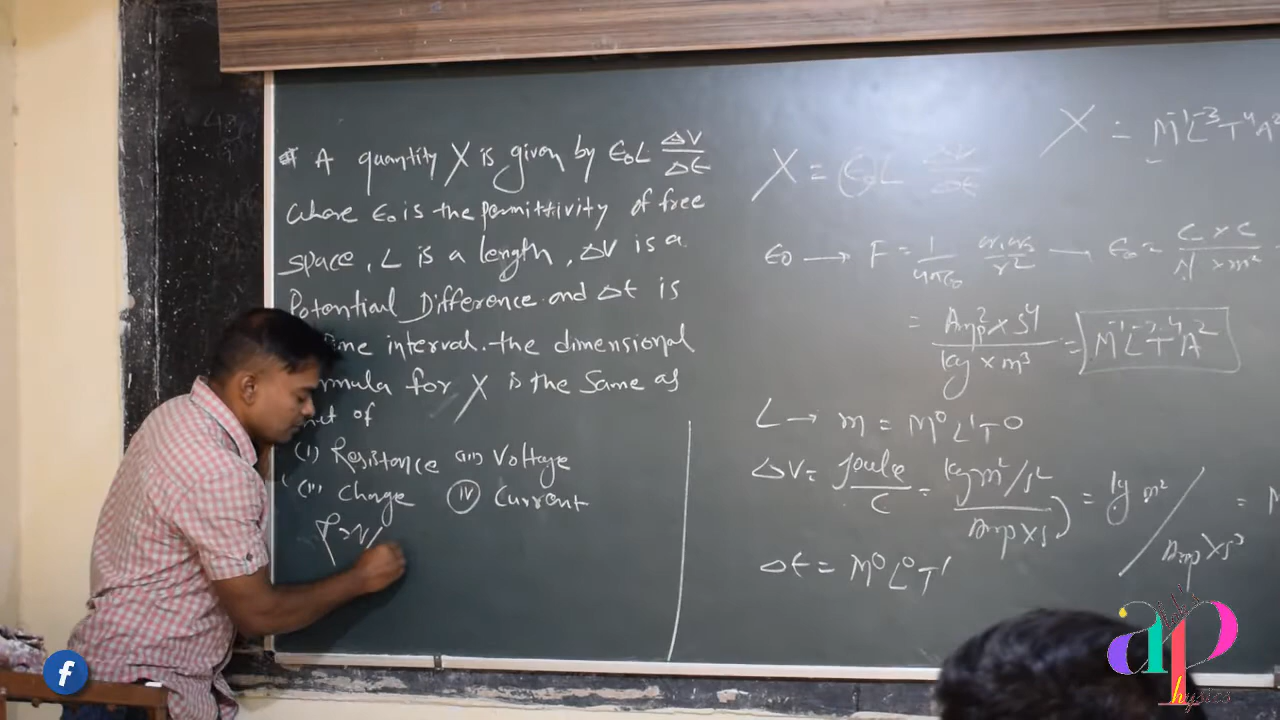 A quantity X is given by ε₀L ΔV/Δt
where ε₀ is the permittivity of free
space, L is a length, ΔV is a
Potential Difference and Δt is
time interval. the dimensional
formula for X is the same as
that of
(i) Resistance (iii) Voltage
(ii) charge (iv) current
X = ε₀L ΔV/Δt
X = M⁻¹L⁻³T⁴A²
ε₀ → F = 1/4πε₀ q₁q₂/r² → ε₀ = C×C/N×m²
= Amp²×s⁴/kg×m³ = M⁻¹L⁻³T⁴A²
L → m = M⁰L¹T⁰
ΔV = Joule/C = kgm²/s²/Amp×s = kg m²/Amp×s³ =
Δt = M⁰L⁰T¹
f
ap
hysics